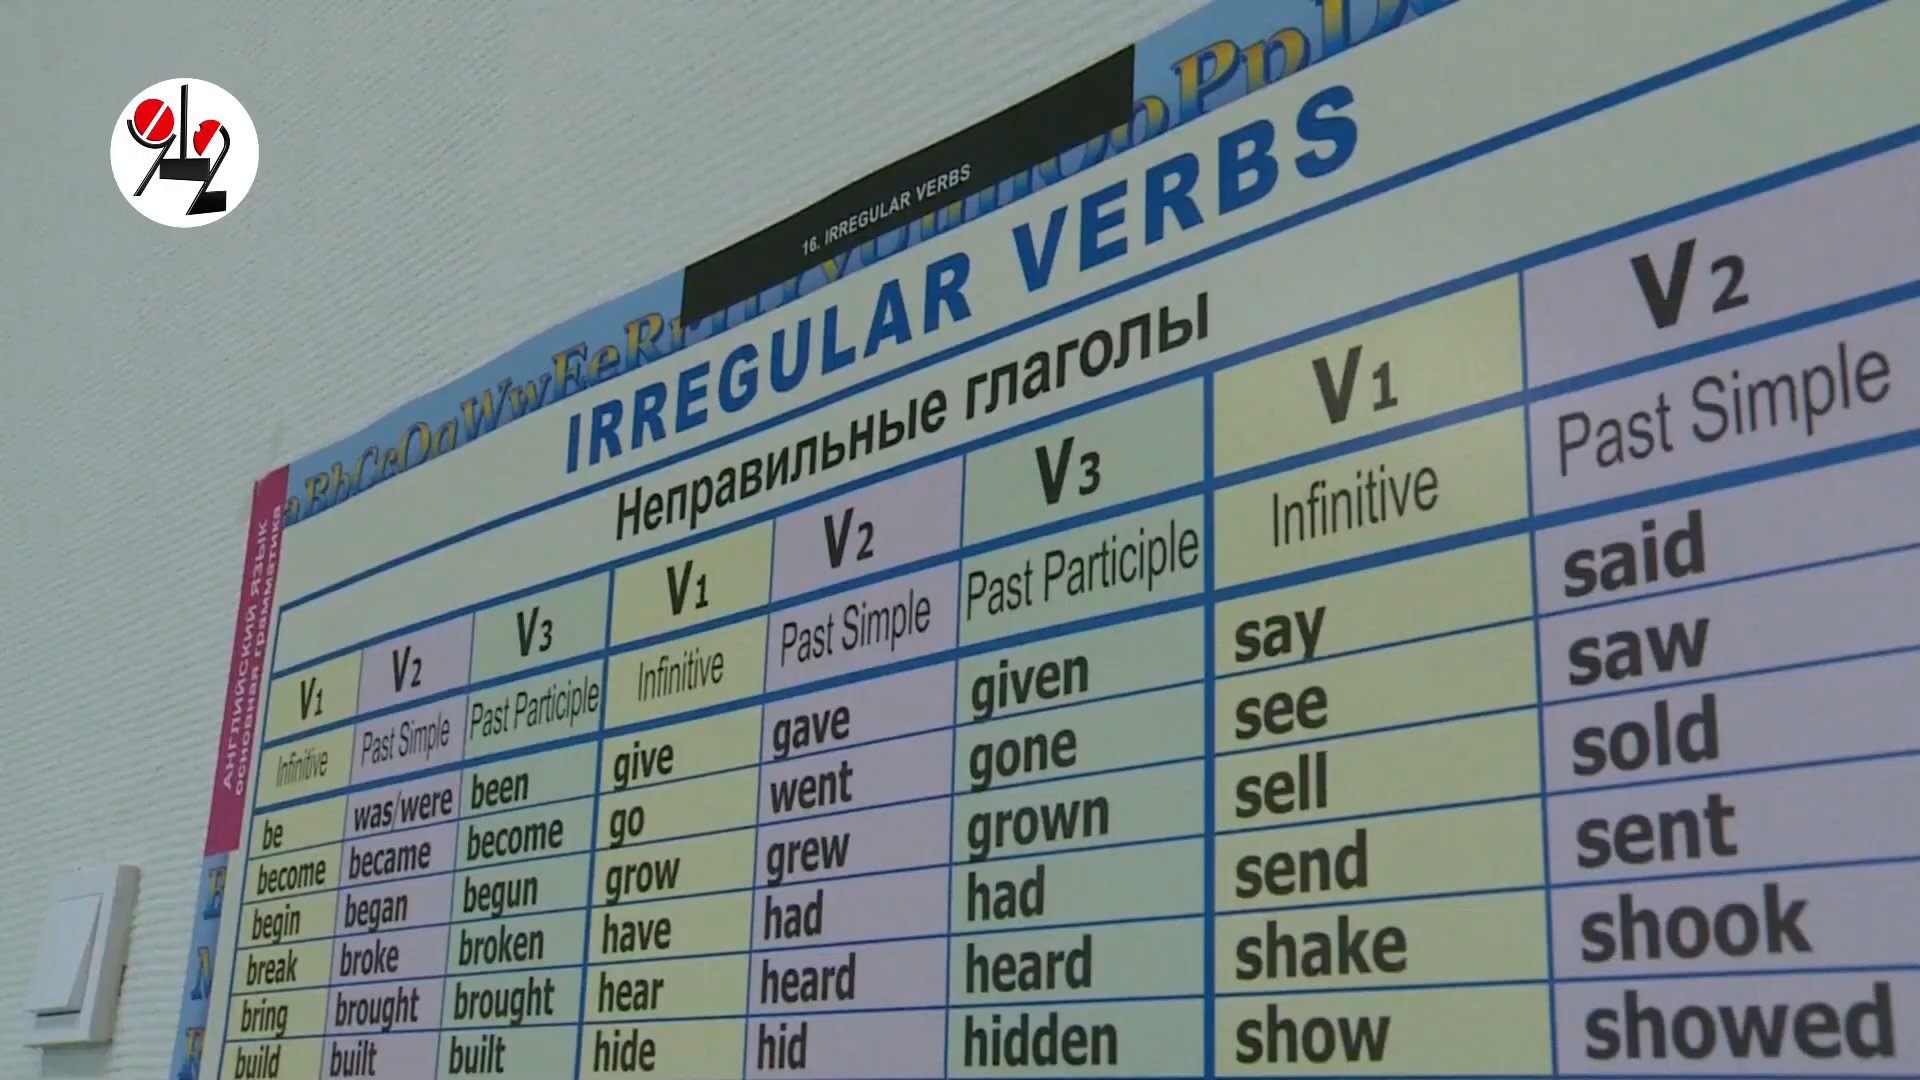 16. IRREGULAR VERBS
IRREGULAR VERBS
Неправильные глаголы
АНГЛИЙСКИЙ ЯЗЫК
основная грамматика
V1 V2 V3 V1 V2 V3 V1 V2
Infinitive Past Simple Past Participle Infinitive Past Simple Past Participle Infinitive Past Simple
be was/were been give gave given say said
become became become go went gone see saw
begin began begun grow grew grown sell sold
break broke broken have had had send sent
bring brought brought hear heard heard shake shook
build built built hide hid hidden show showed